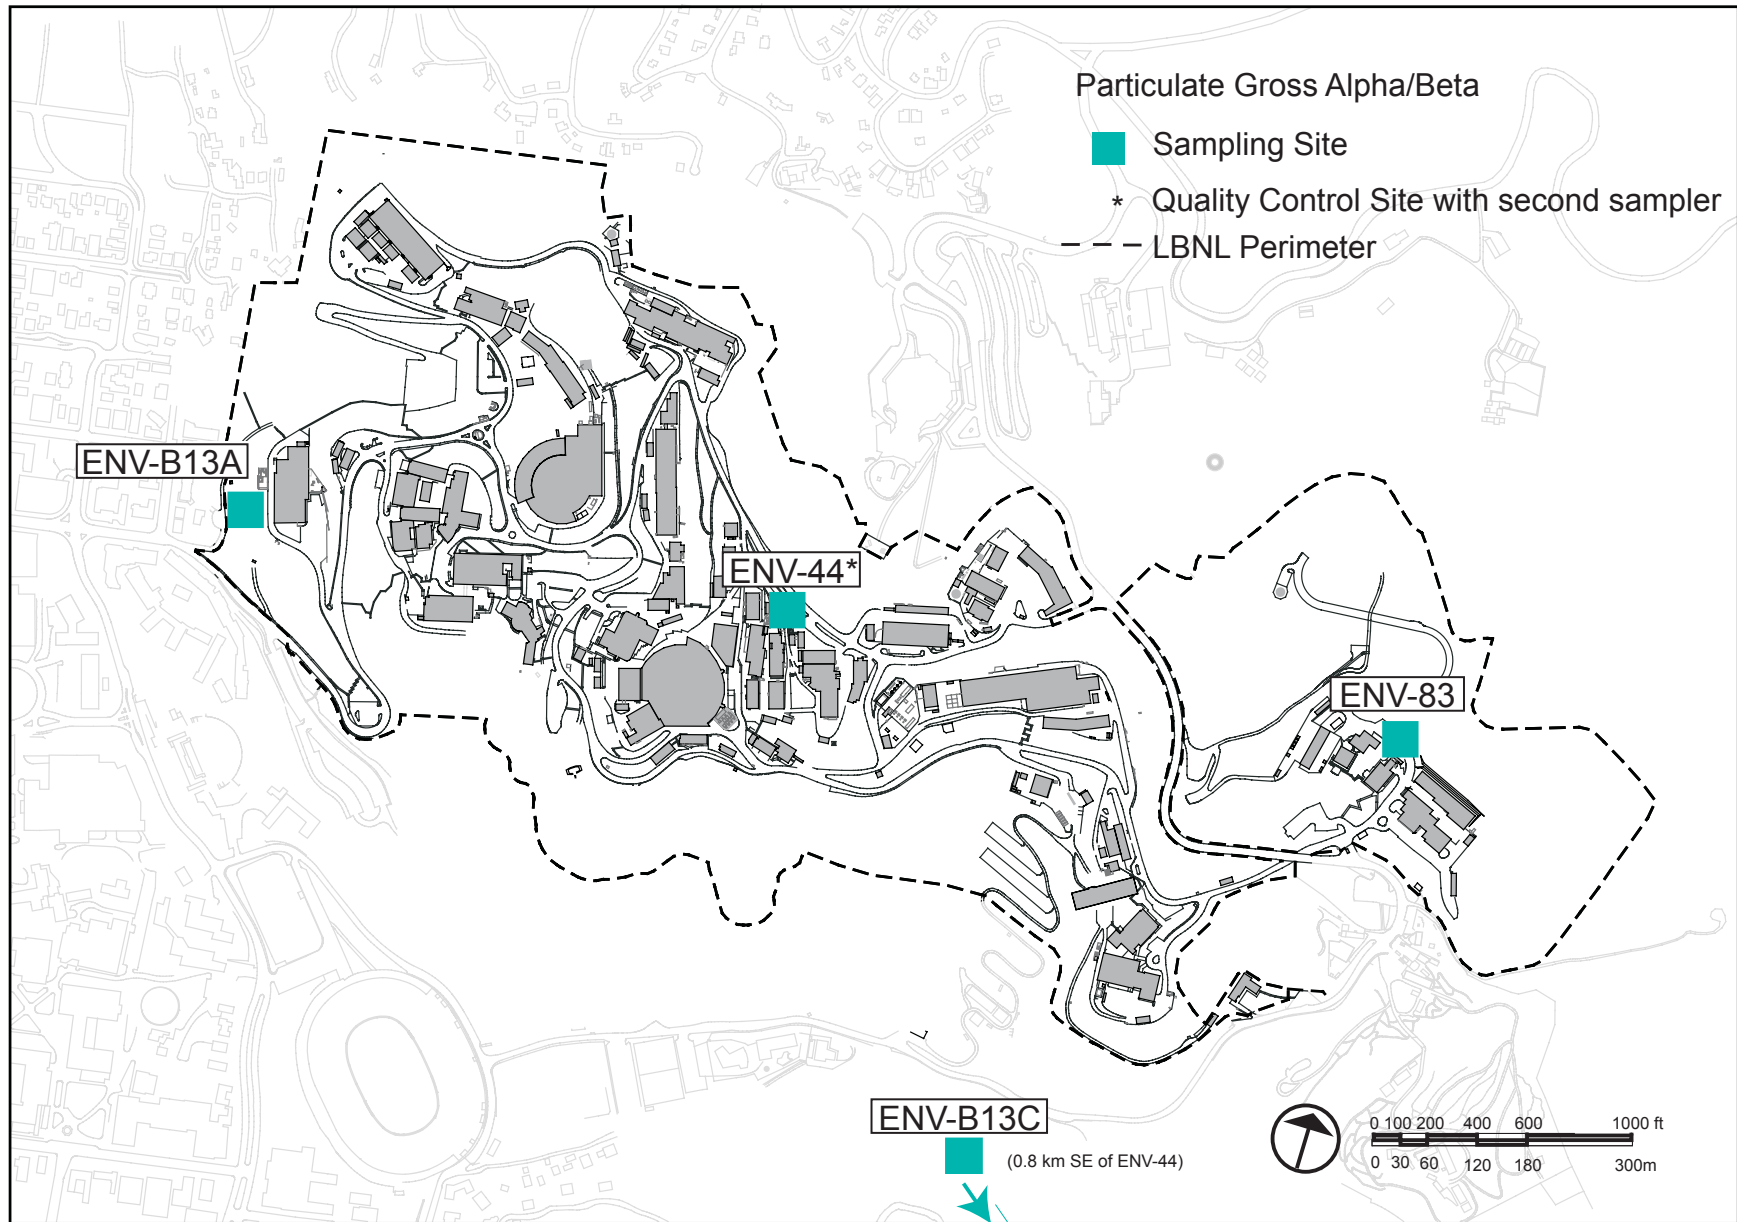 Particulate Gross Alpha/Beta
Sampling Site
* Quality Control Site with second sampler
LBNL Perimeter
ENV-B13A
ENV-44*
ENV-83
ENV-B13C
(0.8 km SE of ENV-44)
0 100 200 400 600 1000 ft
0 30 60 120 180 300m